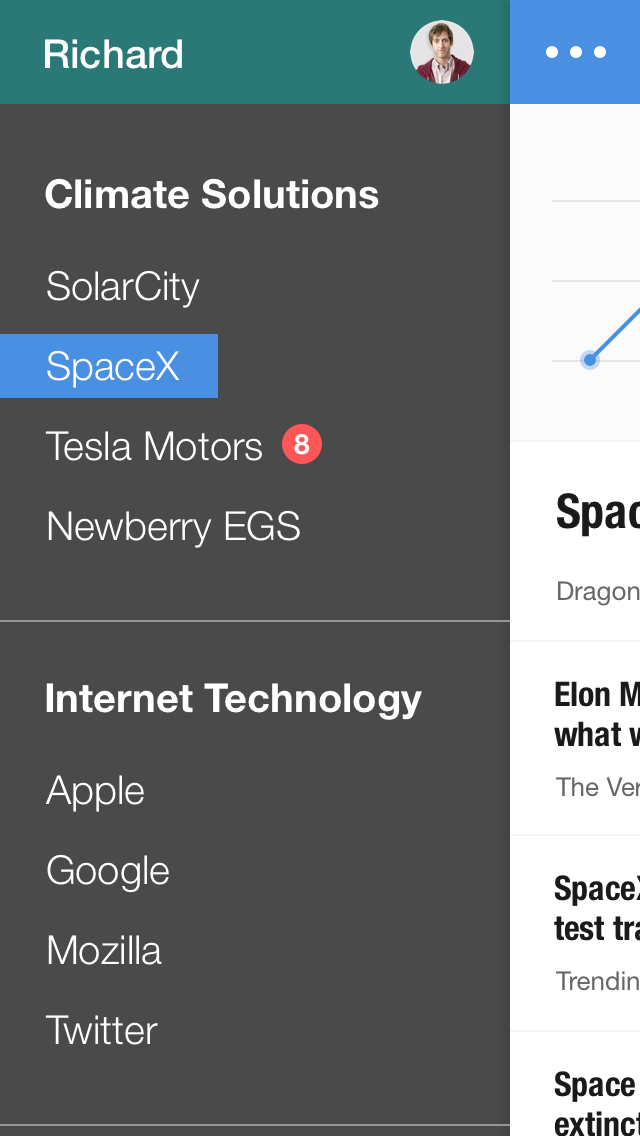 Richard
Climate Solutions
SolarCity
SpaceX
Tesla Motors 8
Newberry EGS
Internet Technology
Apple
Google
Mozilla
Twitter
Spac
Dragon
Elon M
what w
The Ver
SpaceX
test tra
Trendin
Space
extinct